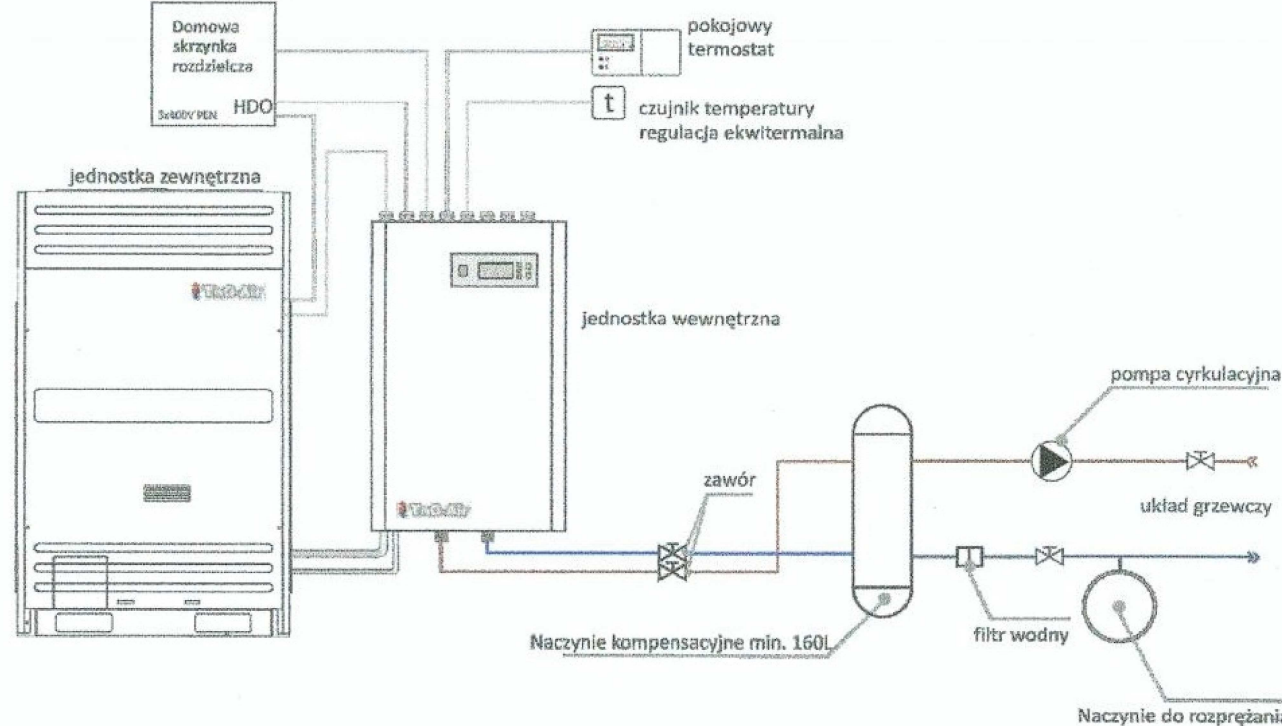 Domowa
skrzynka
rozdzielcza
3x400V PEN
HDO
pokojowy
termostat
t
czujnik temperatury
regulacja ekwitermalna
jednostka zewnętrzna
jednostka wewnętrzna
pompa cyrkulacyjna
zawór
układ grzewczy
Naczynie kompensacyjne min. 160L
filtr wodny
Naczynie do rozprężania